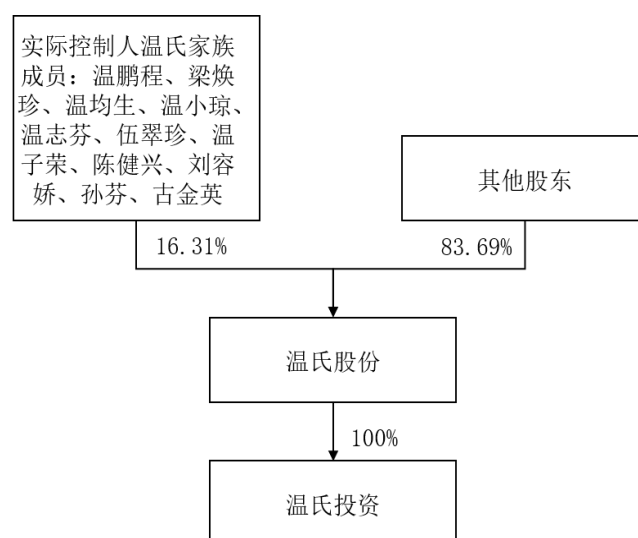 实际控制人温氏家族
成员：温鹏程、梁焕
珍、温均生、温小琼、
温志芬、伍翠珍、温
子荣、陈健兴、刘容
娇、孙芬、古金英
其他股东
16.31%
83.69%
温氏股份
100%
温氏投资